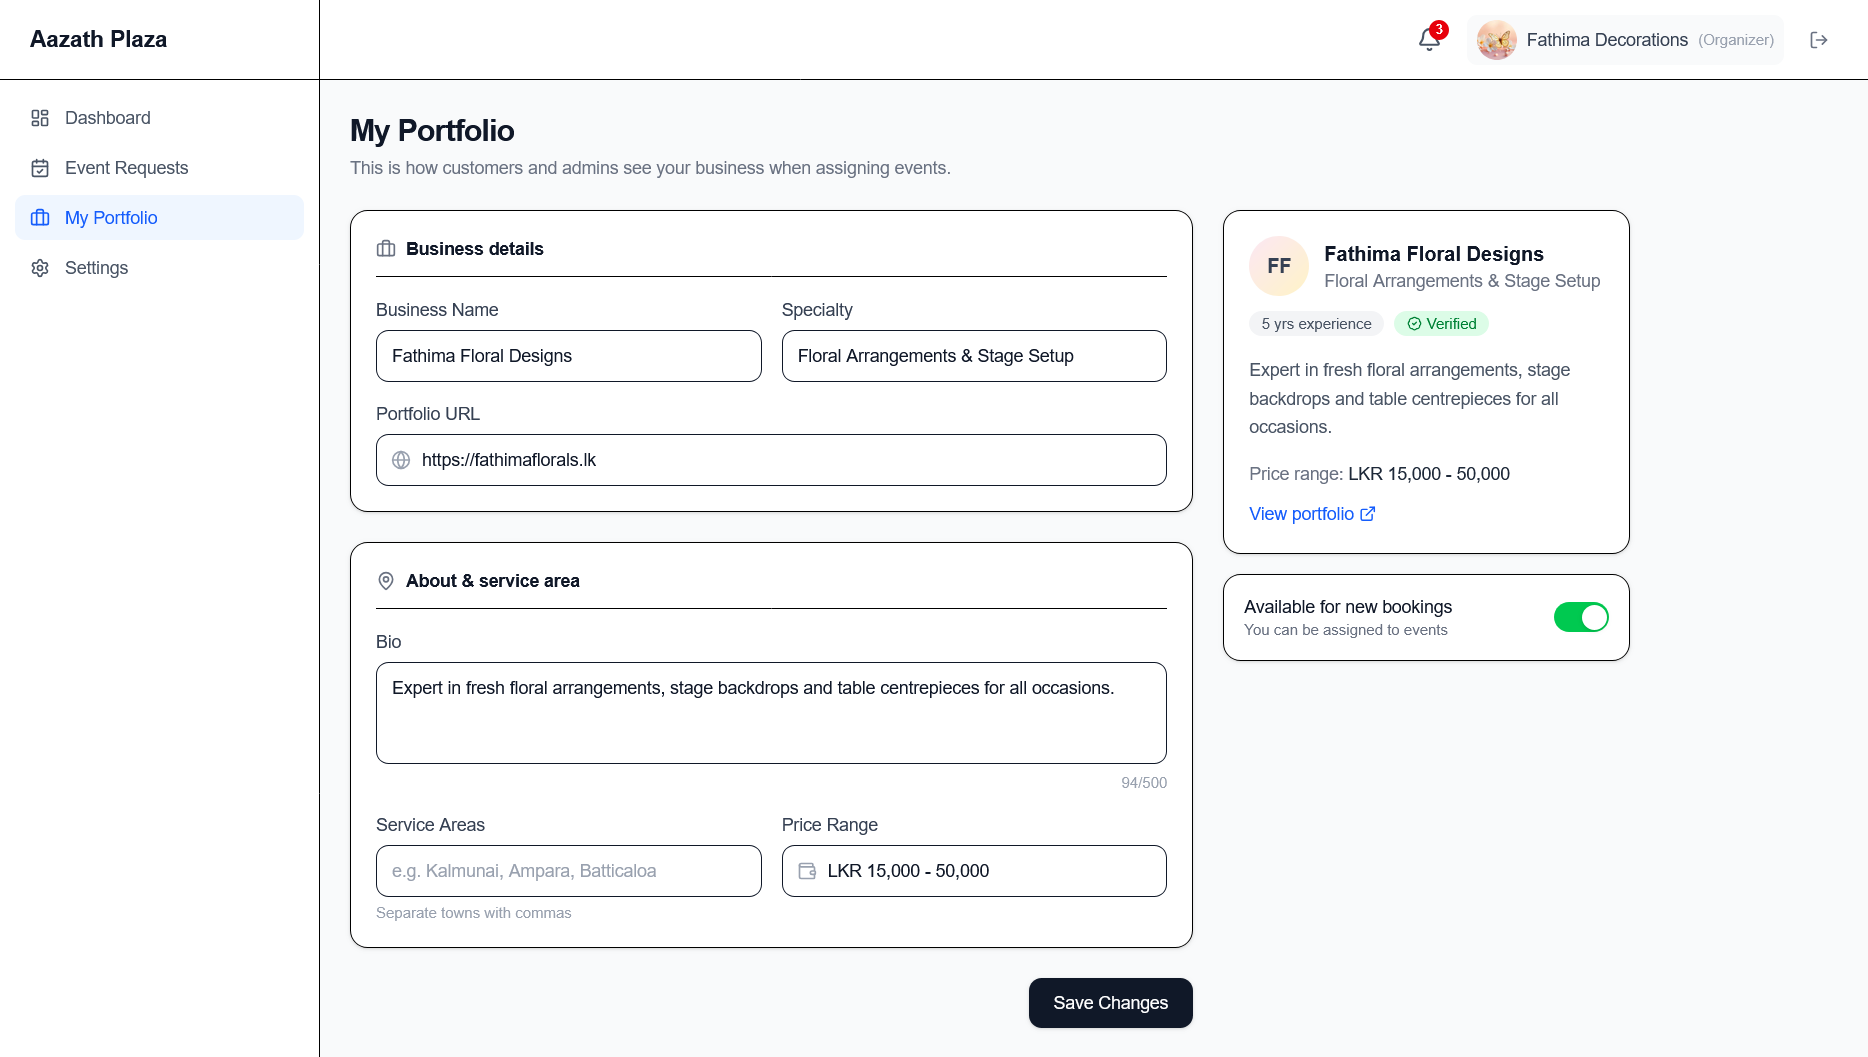 Aazath Plaza
3
Fathima Decorations (Organizer)
Dashboard
Event Requests
My Portfolio
Settings
My Portfolio
This is how customers and admins see your business when assigning events.
Business details
Business Name
Fathima Floral Designs
Specialty
Floral Arrangements & Stage Setup
Portfolio URL
https://fathimaflorals.lk
About & service area
Bio
Expert in fresh floral arrangements, stage backdrops and table centrepieces for all occasions.
94/500
Service Areas
e.g. Kalmunai, Ampara, Batticaloa
Separate towns with commas
Price Range
LKR 15,000 - 50,000
Save Changes
FF
Fathima Floral Designs
Floral Arrangements & Stage Setup
5 yrs experience
Verified
Expert in fresh floral arrangements, stage
backdrops and table centrepieces for all
occasions.
Price range: LKR 15,000 - 50,000
View portfolio
Available for new bookings
You can be assigned to events